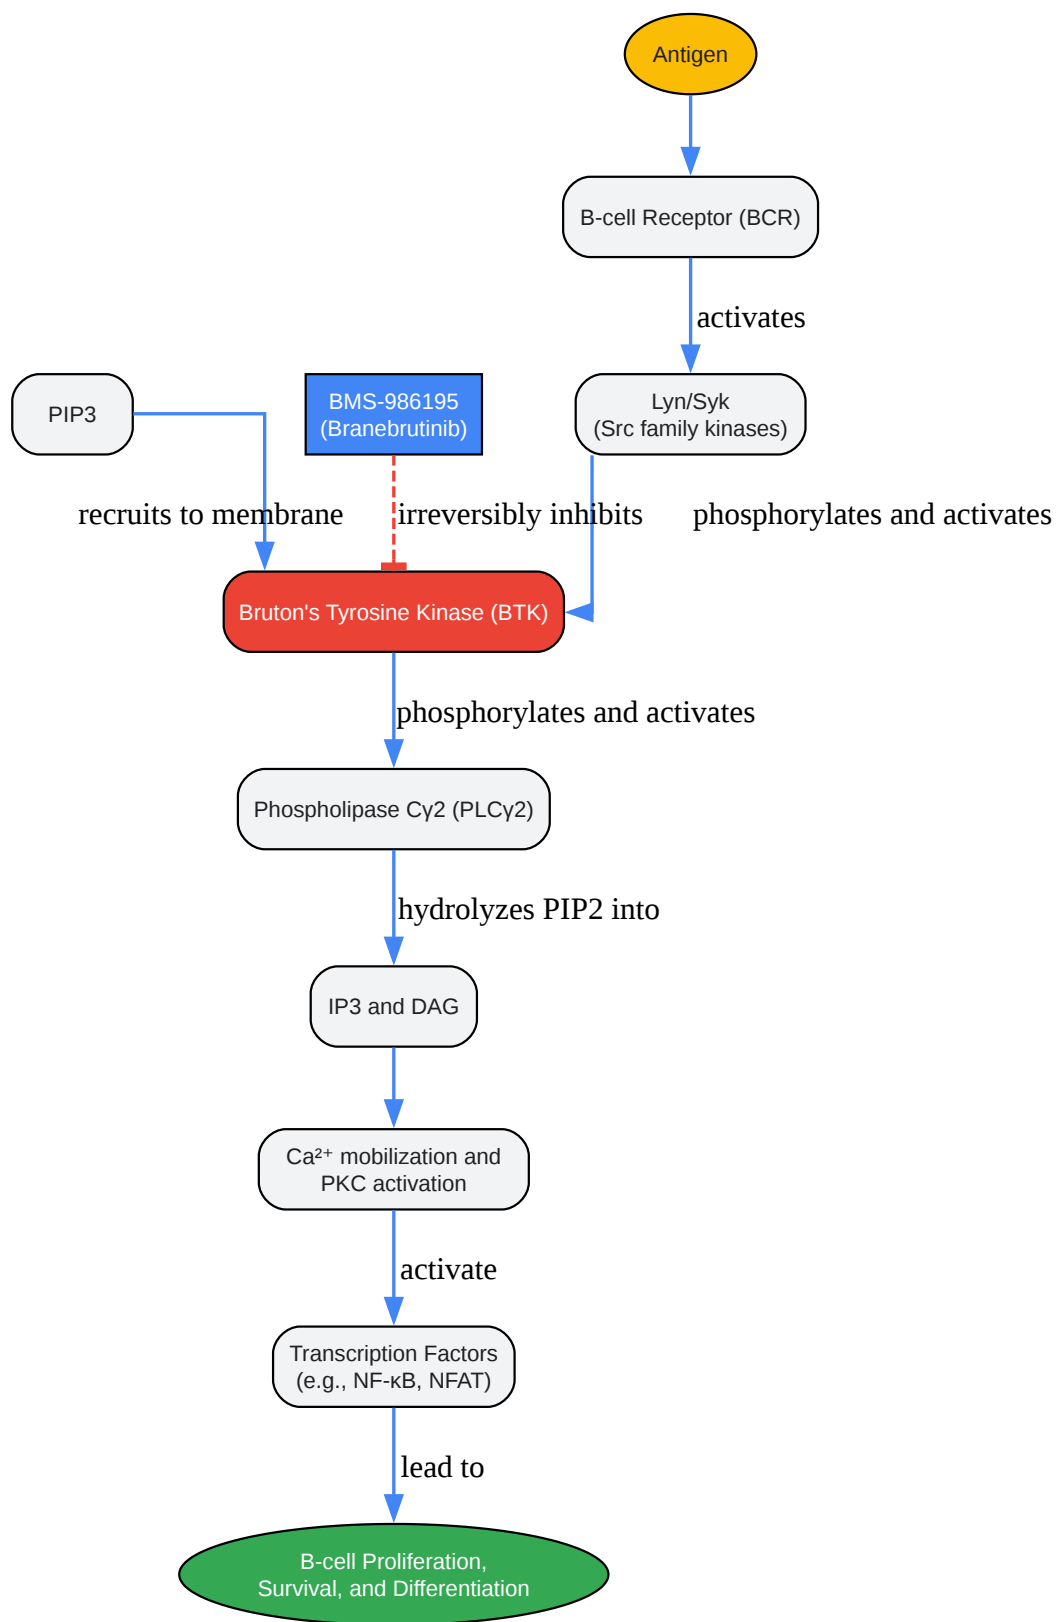 Antigen
B-cell Receptor (BCR)
activates
PIP3
BMS-986195
(Branebrutinib)
Lyn/Syk
(Src family kinases)
recruits to membrane
irreversibly inhibits
phosphorylates and activates
Bruton's Tyrosine Kinase (BTK)
phosphorylates and activates
Phospholipase Cγ2 (PLCγ2)
hydrolyzes PIP2 into
IP3 and DAG
Ca²⁺ mobilization and
PKC activation
activate
Transcription Factors
(e.g., NF-κB, NFAT)
lead to
B-cell Proliferation,
Survival, and Differentiation